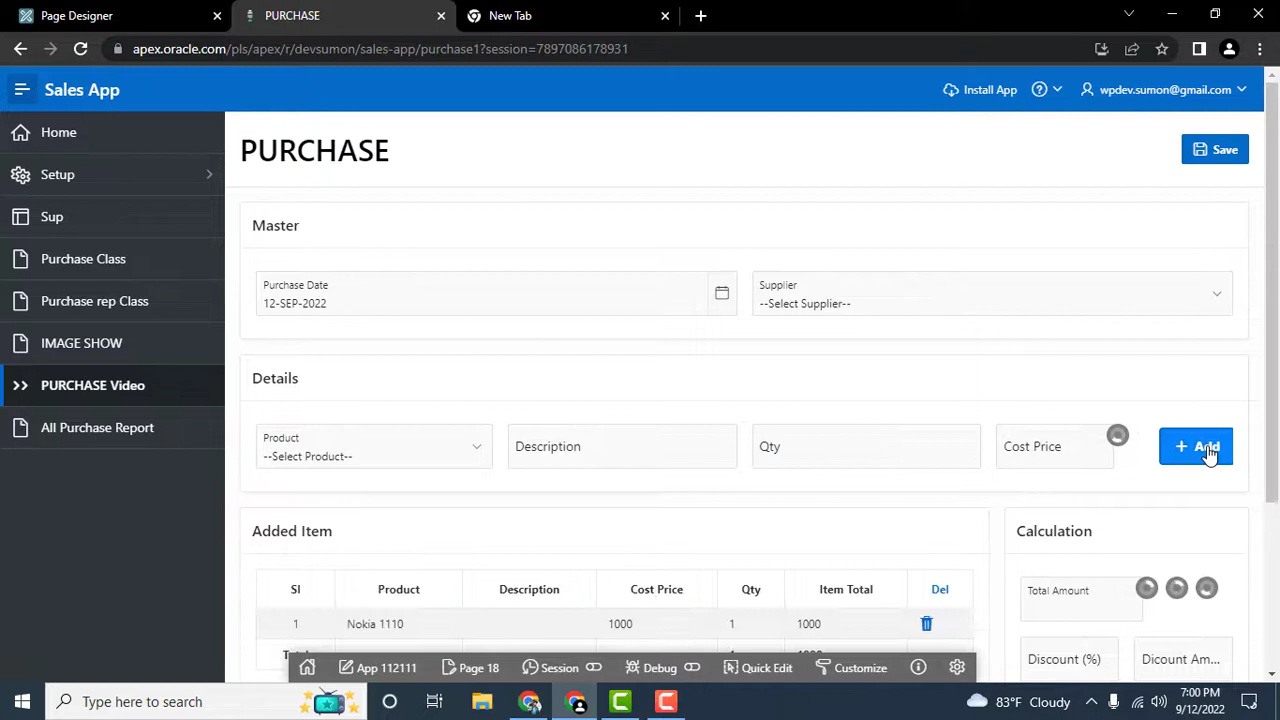 Page Designer
PURCHASE
New Tab
apex.oracle.com/pls/apex/r/devsumon/sales-app/purchase1?session=7897086178931
Sales App
Install App
wpdev.sumon@gmail.com
Home
Setup
Sup
Purchase Class
Purchase rep Class
IMAGE SHOW
PURCHASE Video
All Purchase Report
PURCHASE
Save
Master
Purchase Date
12-SEP-2022
Supplier
--Select Supplier--
Details
Product
--Select Product--
Description
Qty
Cost Price
+ Add
Added Item
Sl Product Description Cost Price Qty Item Total Del
1 Nokia 1110 1000 1 1000
Calculation
Total Amount
Discount (%)
Dicount Am...
App 112111
Page 18
Session
Debug
Quick Edit
Customize
Type here to search
83°F Cloudy
7:00 PM
9/12/2022